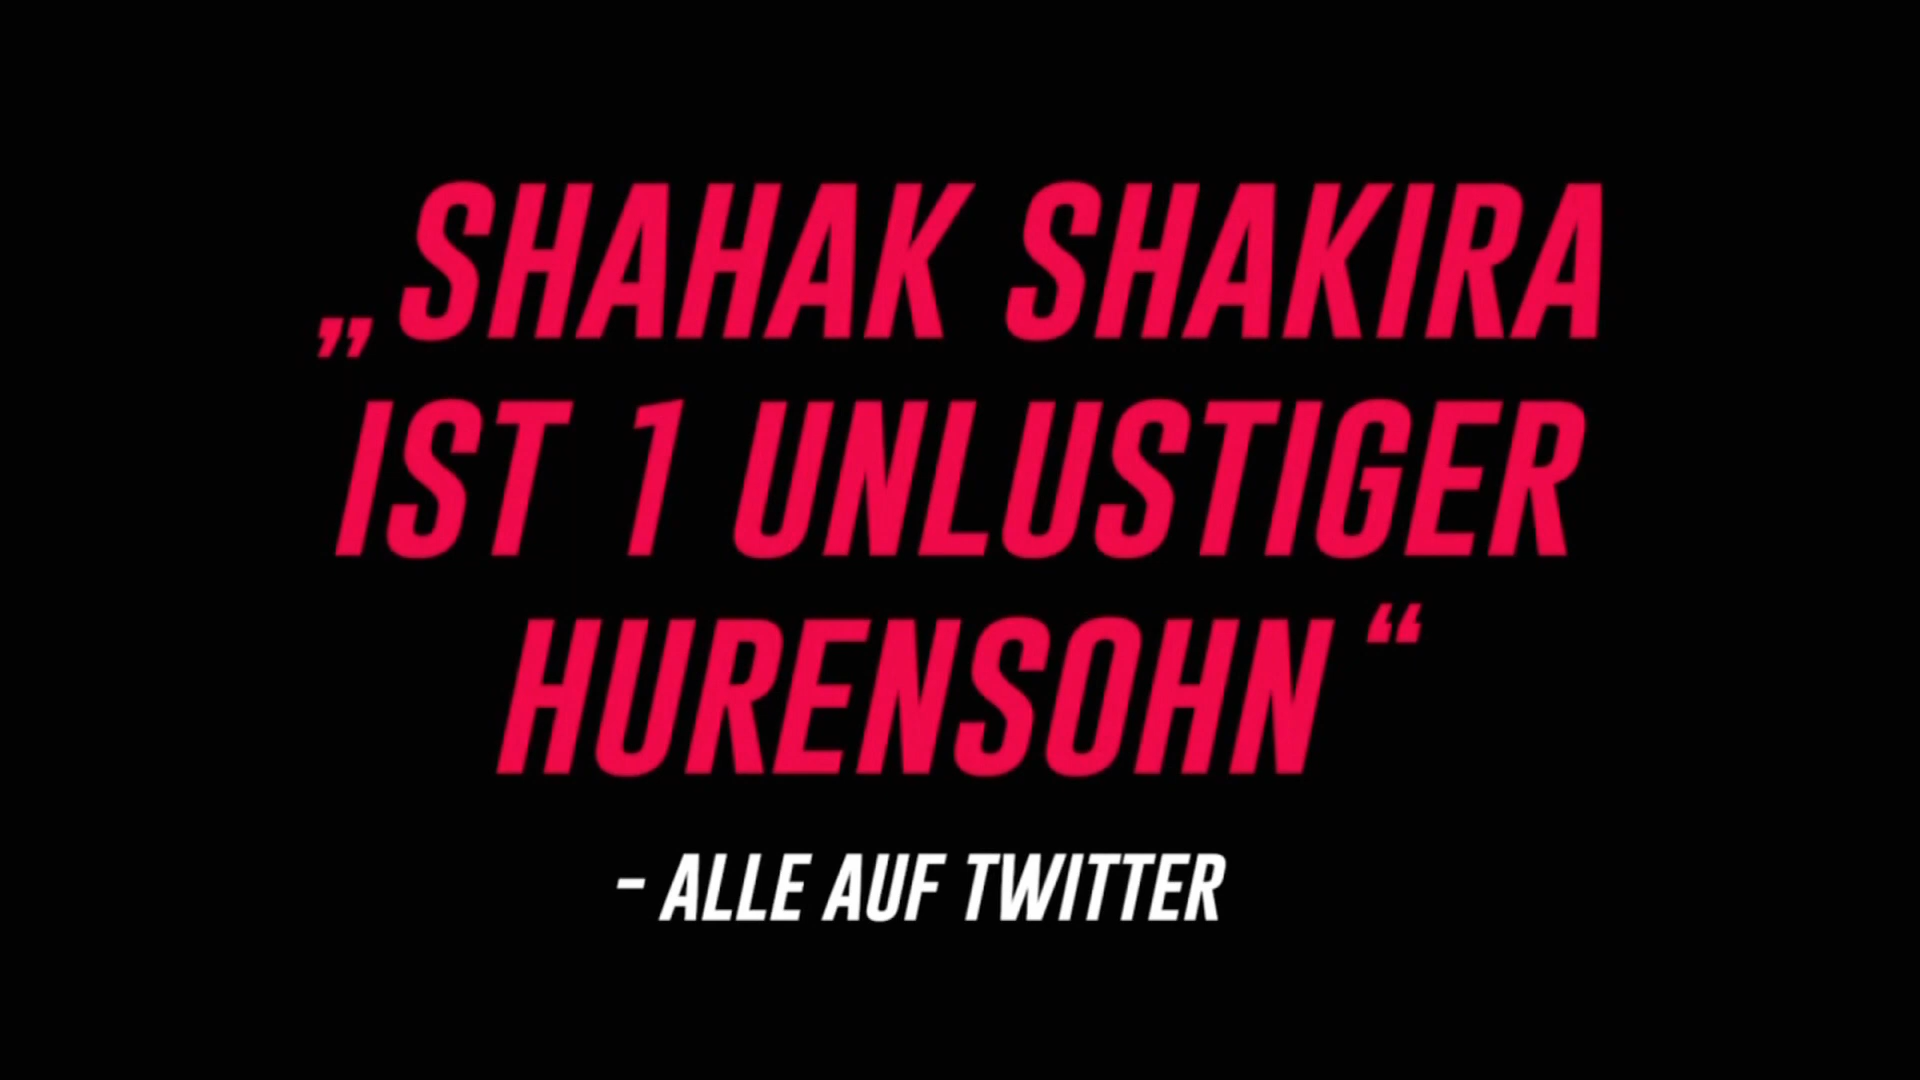 „SHAHAK SHAKIRA
IST 1 UNLUSTIGER
HURENSOHN“
- ALLE AUF TWITTER